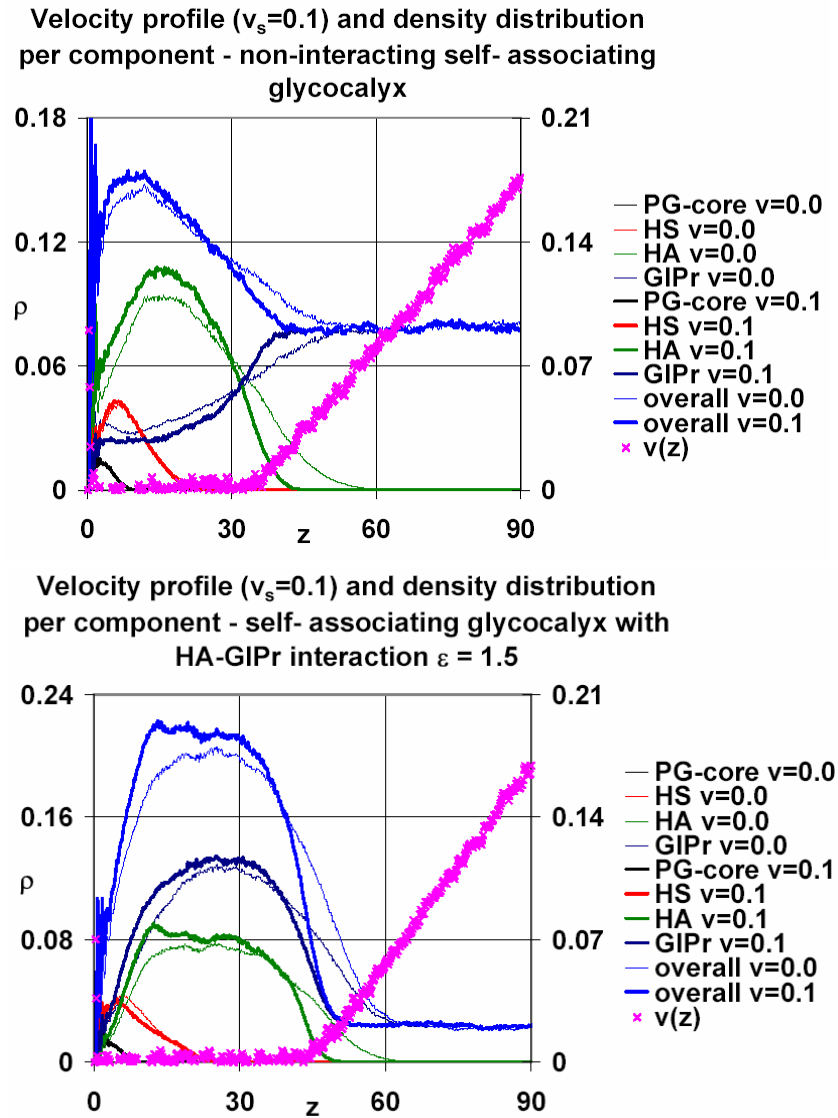 Velocity profile (vs=0.1) and density distribution
per component - non-interacting self-associating
glycocalyx
0.18
0.21
0.12
0.14
ρ
0.06
0.07
0
0
0
30
z
60
90
PG-core v=0.0
HS v=0.0
HA v=0.0
GlPr v=0.0
PG-core v=0.1
HS v=0.1
HA v=0.1
GlPr v=0.1
overall v=0.0
overall v=0.1
v(z)
Velocity profile (vs=0.1) and density distribution
per component - self- associating glycocalyx with
HA-GlPr interaction ε = 1.5
0.24
0.21
0.16
0.14
ρ
0.08
0.07
0
0
0
30
z
60
90
PG-core v=0.0
HS v=0.0
HA v=0.0
GlPr v=0.0
PG-core v=0.1
HS v=0.1
HA v=0.1
GlPr v=0.1
overall v=0.0
overall v=0.1
v(z)